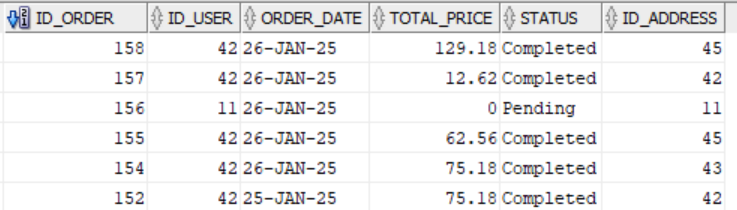 ID_ORDER ID_USER ORDER_DATE TOTAL_PRICE STATUS ID_ADDRESS
158 42 26-JAN-25 129.18 Completed 45
157 42 26-JAN-25 12.62 Completed 42
156 11 26-JAN-25 0 Pending 11
155 42 26-JAN-25 62.56 Completed 45
154 42 26-JAN-25 75.18 Completed 43
152 42 25-JAN-25 75.18 Completed 42